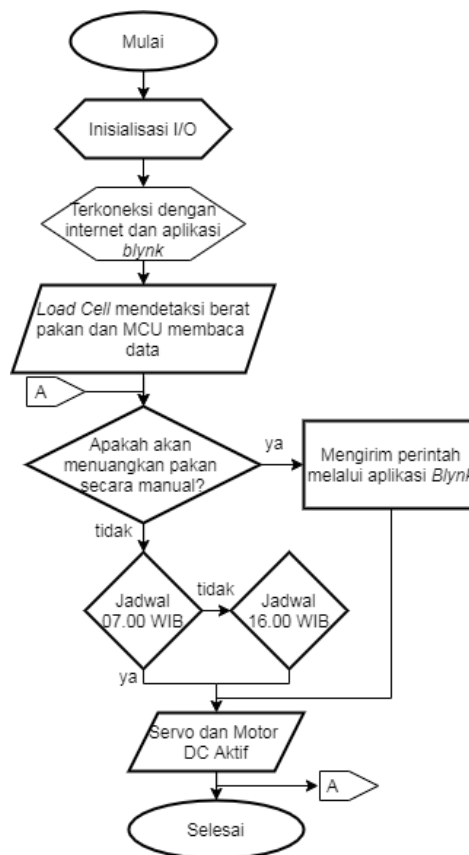 Mulai
Inisialisasi I/O
Terkoneksi dengan
internet dan aplikasi
blynk
Load Cell mendetaksi berat
pakan dan MCU membaca
data
A
Apakah akan
menuangkan pakan
secara manual?
ya
Mengirim perintah
melalui aplikasi Blynk
tidak
Jadwal
07.00 WIB
tidak
Jadwal
16.00 WIB
ya
Servo dan Motor
DC Aktif
A
Selesai